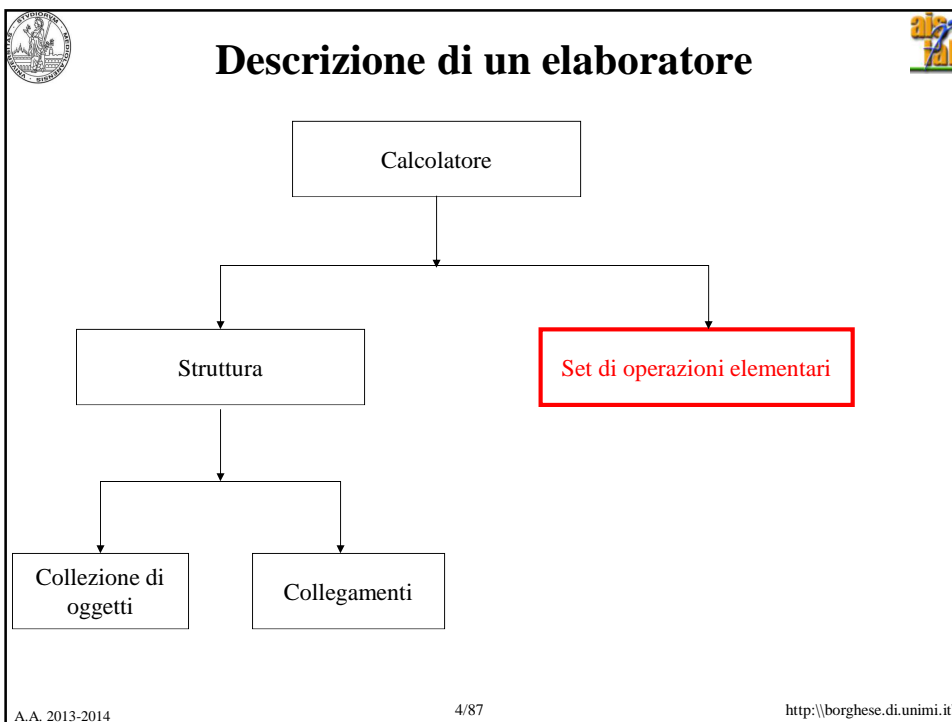 Descrizione di un elaboratore
Calcolatore
Struttura
Set di operazioni elementari
Collezione di
oggetti
Collegamenti
A.A. 2013-2014
4/87
http:\\borghese.di.unimi.it